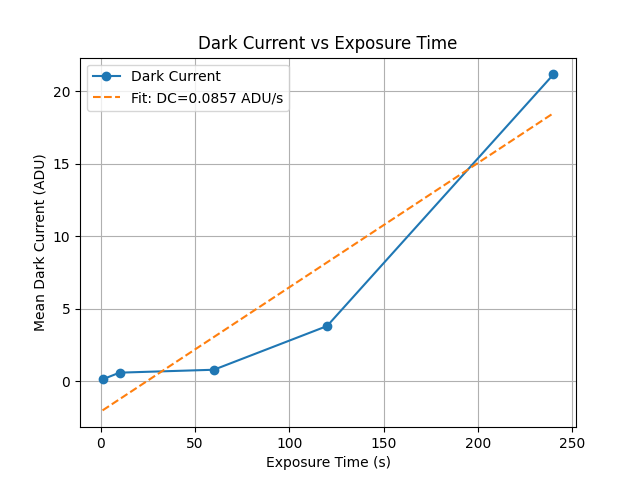 Dark Current vs Exposure Time
Dark Current
Fit: DC=0.0857 ADU/s
Mean Dark Current (ADU)
20
15
10
5
0
0 50 100 150 200 250
Exposure Time (s)